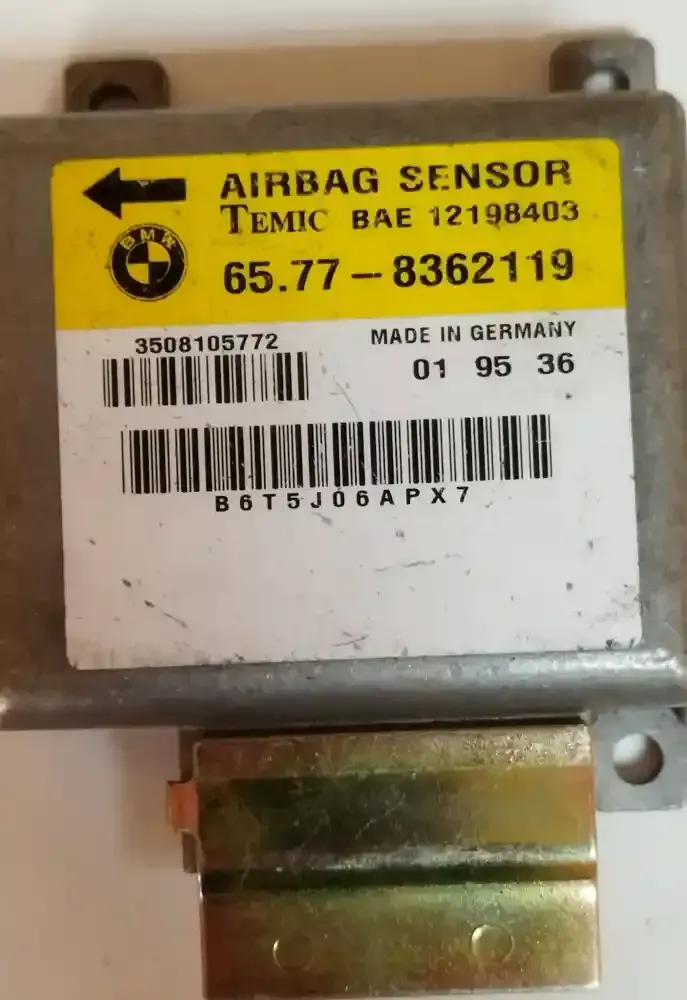 AIRBAG SENSOR
TEMIC BAE 12198403
BMW
65.77-8362119
3508105772
MADE IN GERMANY
01 95 36
B6T5J06APX7